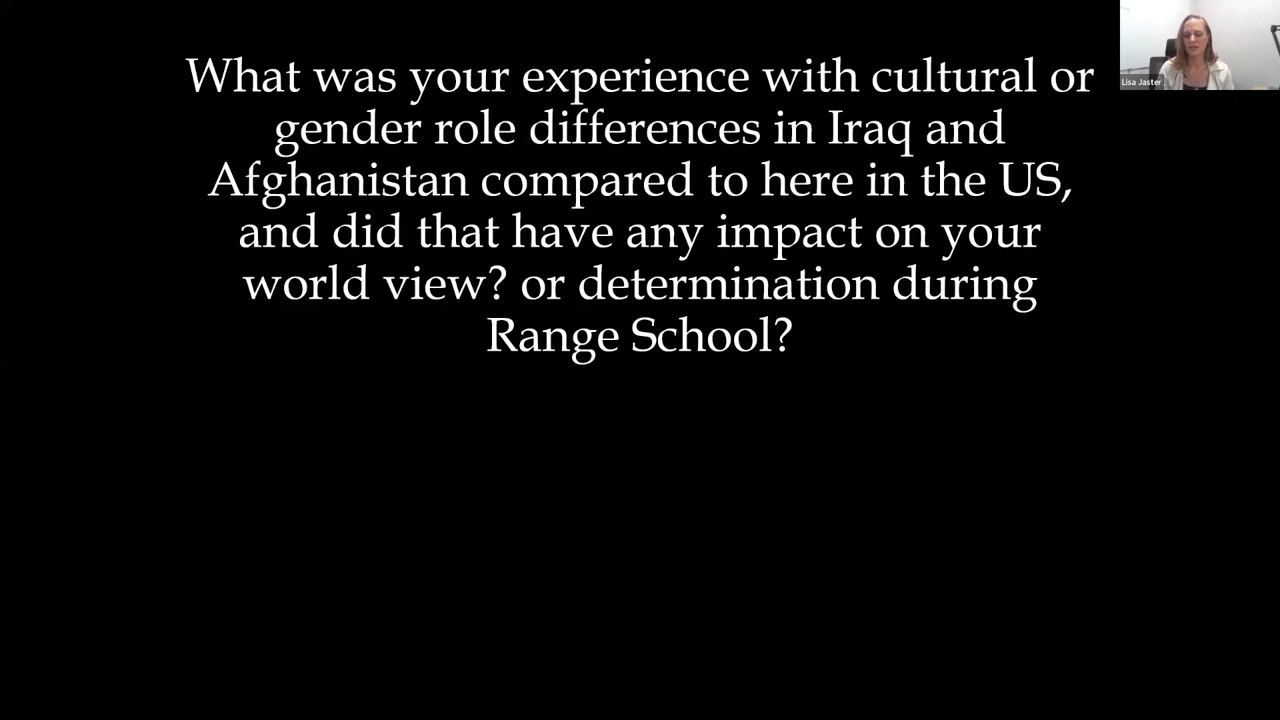 What was your experience with cultural or
gender role differences in Iraq and
Afghanistan compared to here in the US,
and did that have any impact on your
world view? or determination during
Range School?
Lisa Jaster